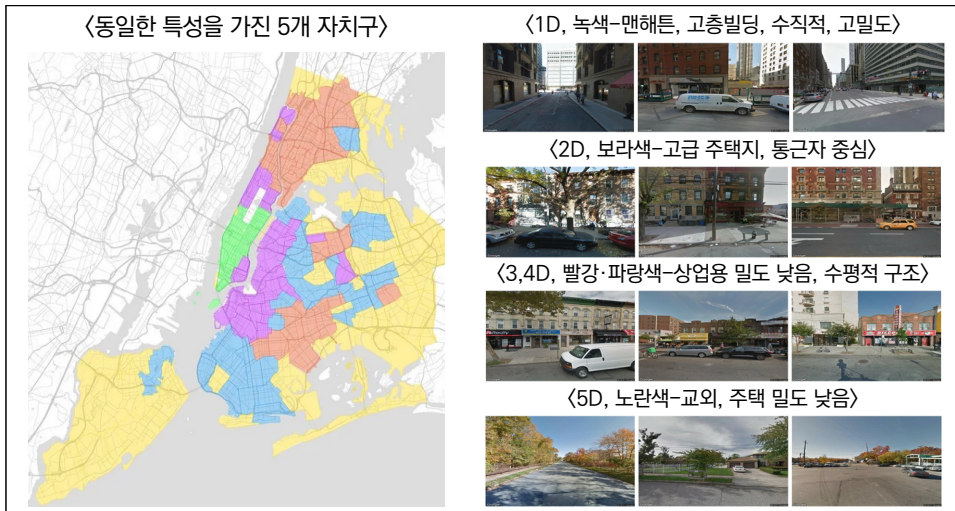 <동일한 특성을 가진 5개 자치구>
<1D, 녹색-맨해튼, 고층빌딩, 수직적, 고밀도>
<2D, 보라색-고급 주택지, 통근자 중심>
<3,4D, 빨강·파랑색-상업용 밀도 낮음, 수평적 구조>
<5D, 노란색-교외, 주택 밀도 낮음>